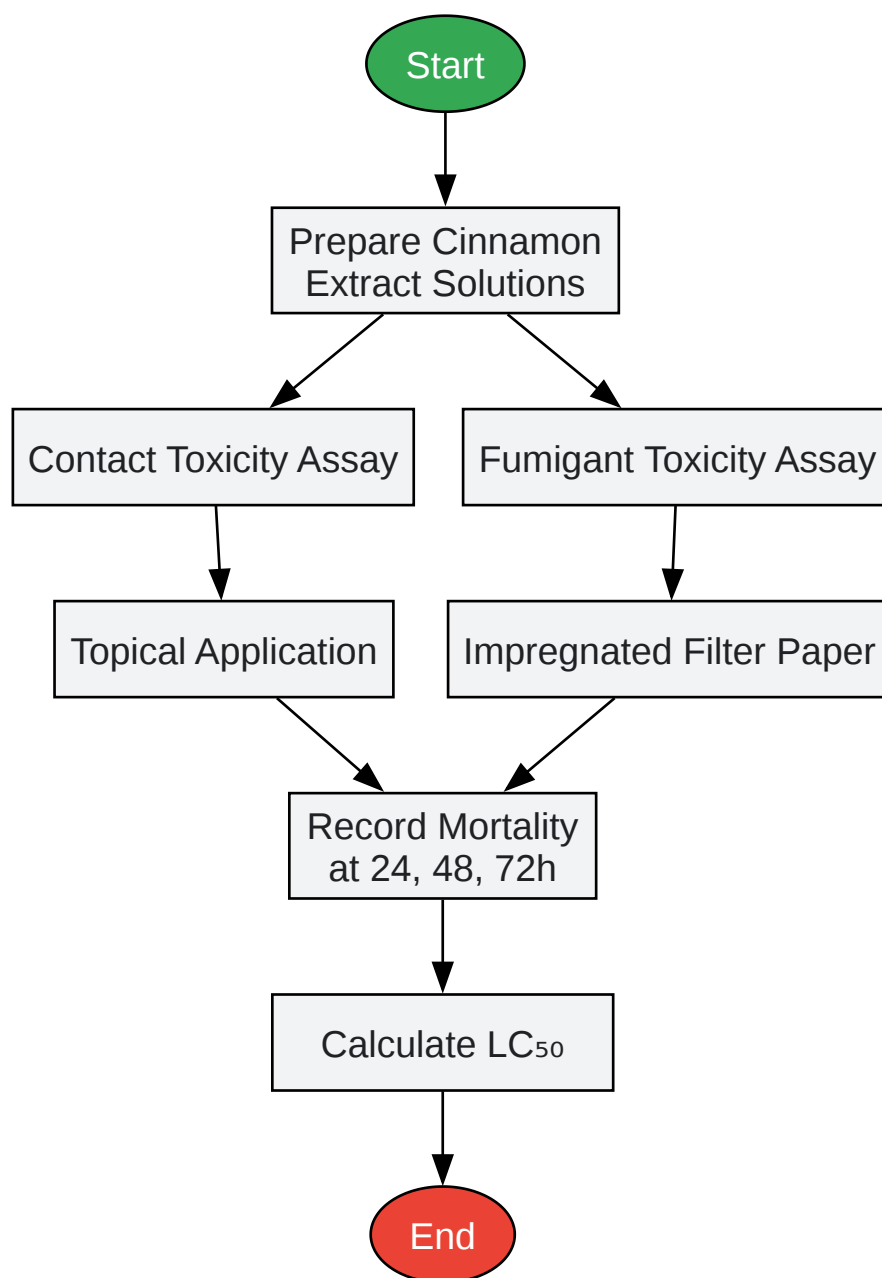 Start
Prepare Cinnamon
Extract Solutions
Contact Toxicity Assay
Fumigant Toxicity Assay
Topical Application
Impregnated Filter Paper
Record Mortality
at 24, 48, 72h
Calculate LC₅₀
End